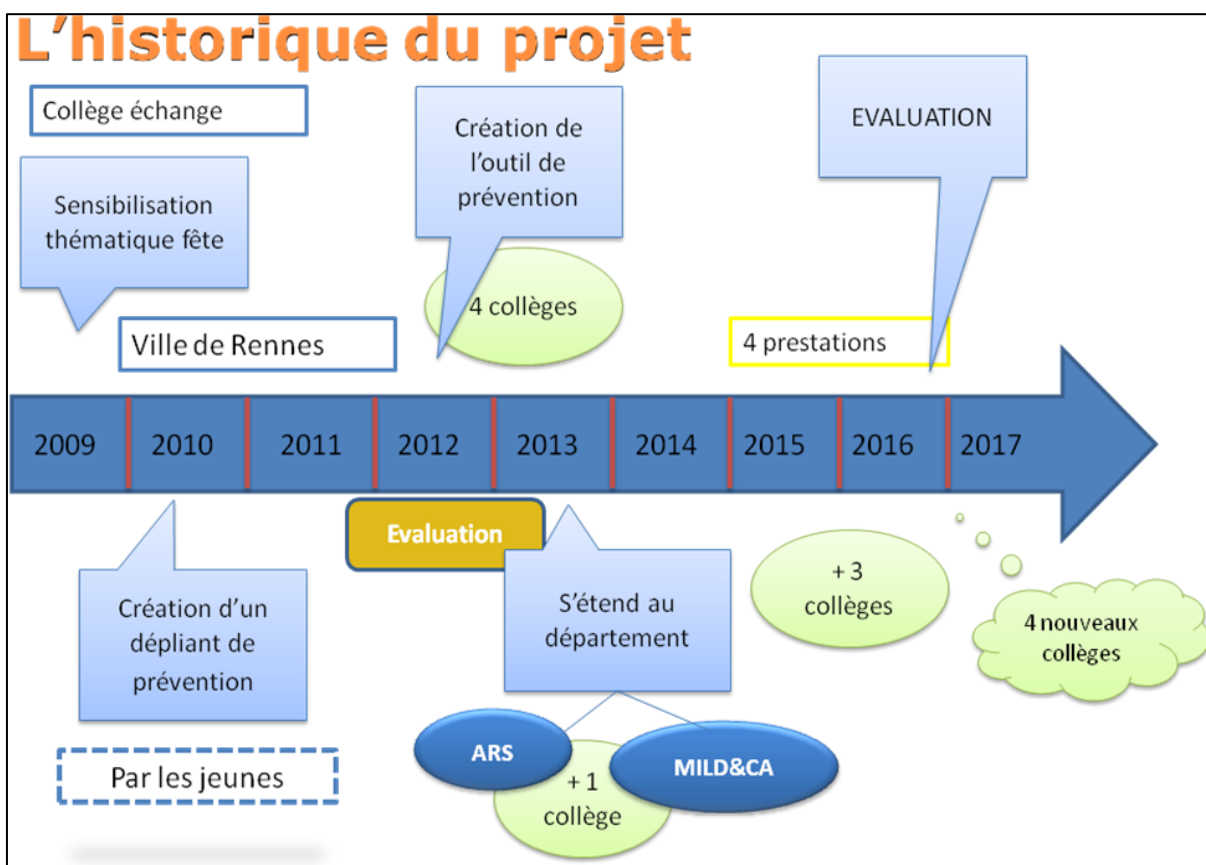 L’historique du projet
Collège échange
Sensibilisation
thématique fête
Ville de Rennes
Création de
l’outil de
prévention
4 collèges
EVALUATION
4 prestations
2009 2010 2011 2012 2013 2014 2015 2016 2017
Evaluation
Création d’un
dépliant de
prévention
Par les jeunes
S’étend au
département
ARS
MILD&CA
+ 1
collège
+ 3
collèges
4 nouveaux
collèges